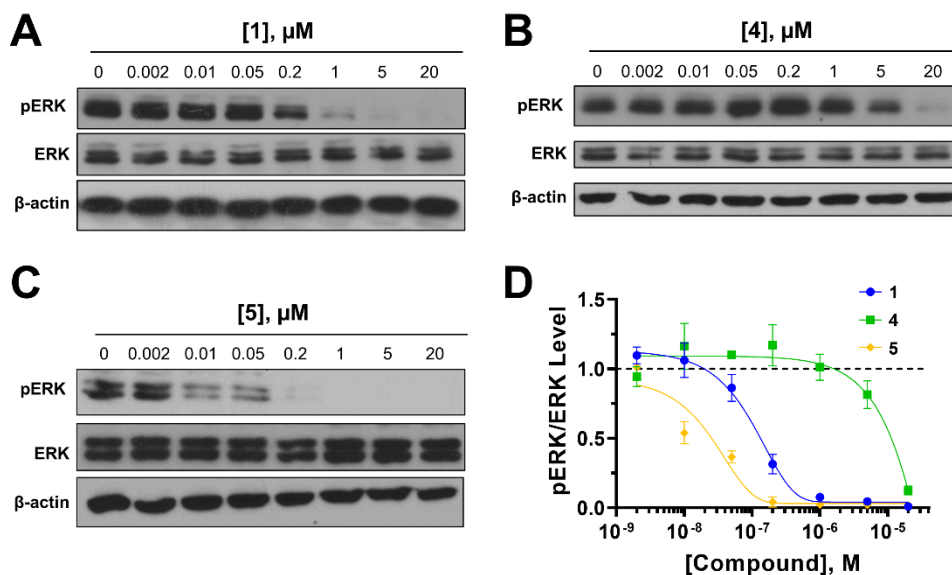 A
[1], µM
0 0.002 0.01 0.05 0.2 1 5 20
pERK
ERK
β-actin
B
[4], µM
0 0.002 0.01 0.05 0.2 1 5 20
pERK
ERK
β-actin
C
[5], µM
0 0.002 0.01 0.05 0.2 1 5 20
pERK
ERK
β-actin
D
1
4
5
pERK/ERK Level
1.5
1.0
0.5
0.0
10⁻⁹ 10⁻⁸ 10⁻⁷ 10⁻⁶ 10⁻⁵
[Compound], M